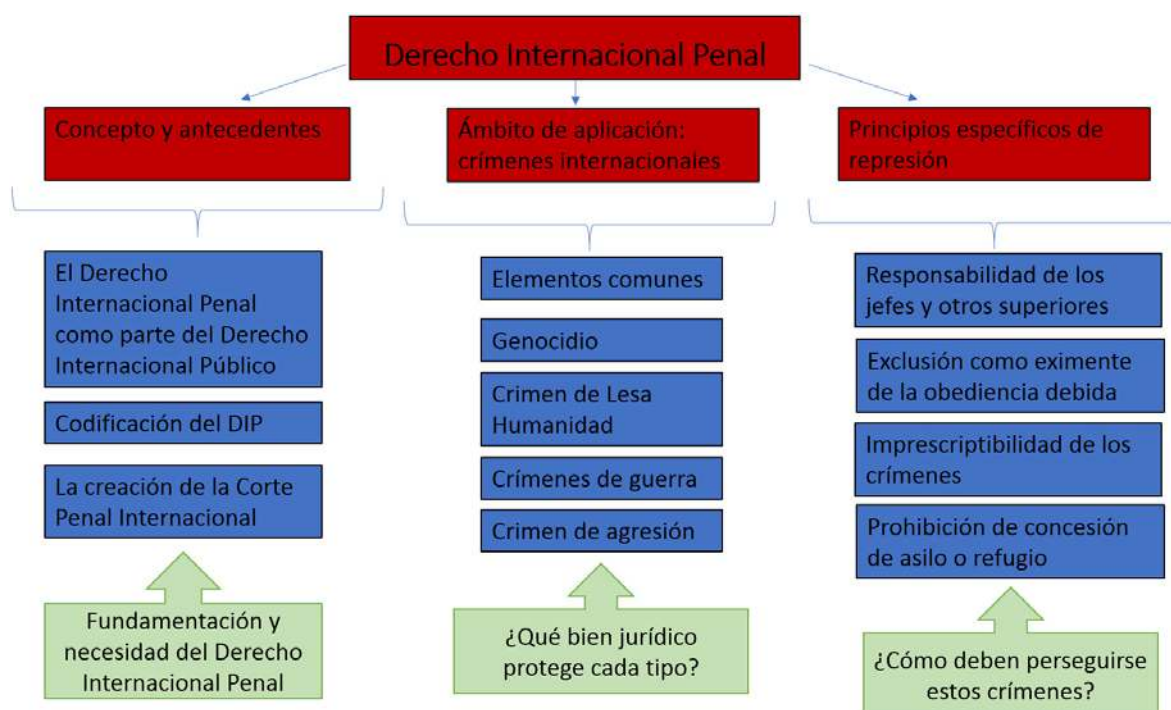 Derecho Internacional Penal
Concepto y antecedentes
Ámbito de aplicación:
crímenes internacionales
Principios específicos de
represión
El Derecho
Internacional Penal
como parte del Derecho
Internacional Público
Codificación del DIP
La creación de la Corte
Penal Internacional
Fundamentación y
necesidad del Derecho
Internacional Penal
Elementos comunes
Genocidio
Crimen de Lesa
Humanidad
Crímenes de guerra
Crimen de agresión
¿Qué bien jurídico
protege cada tipo?
Responsabilidad de los
jefes y otros superiores
Exclusión como eximente
de la obediencia debida
Imprescriptibilidad de los
crímenes
Prohibición de concesión
de asilo o refugio
¿Cómo deben perseguirse
estos crímenes?